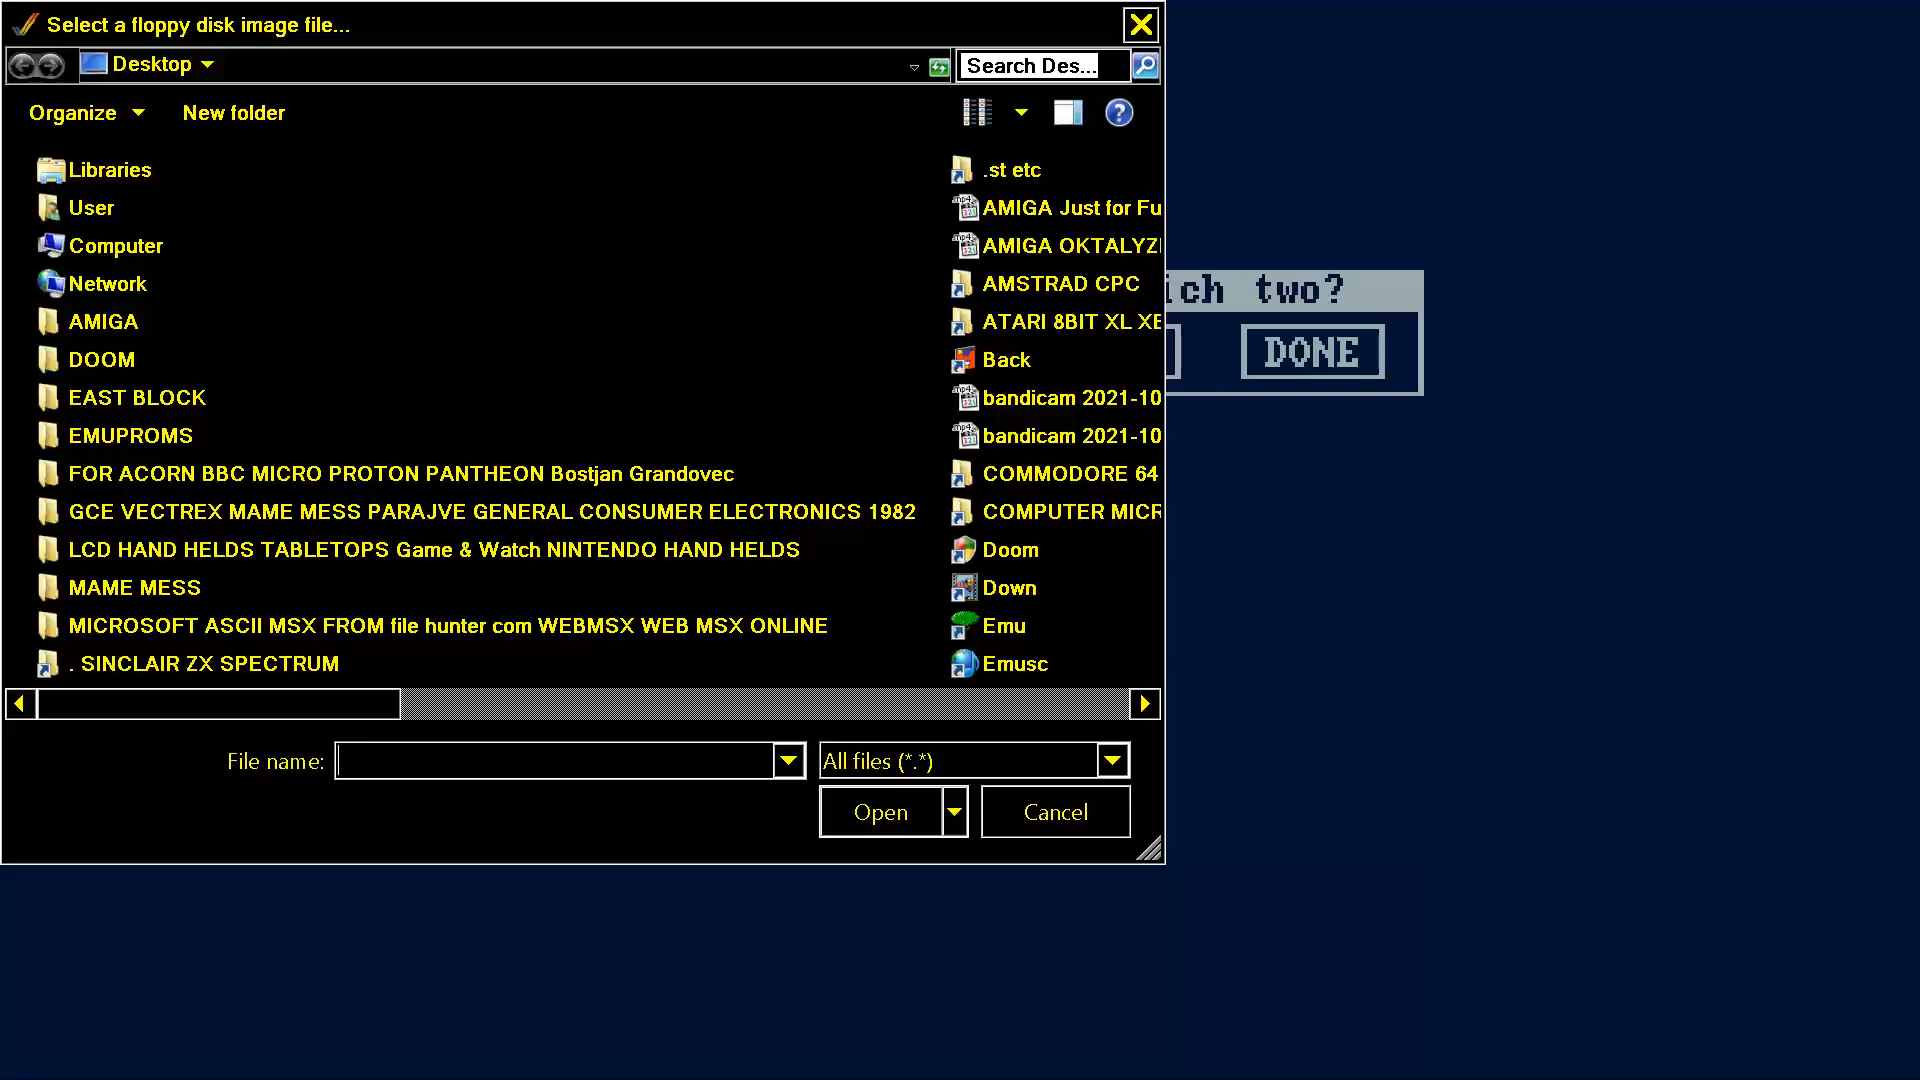 Select a floppy disk image file...
Desktop
Search Des...
Organize
New folder
Libraries
User
Computer
Network
AMIGA
DOOM
EAST BLOCK
EMUPROMS
FOR ACORN BBC MICRO PROTON PANTHEON Bostjan Grandovec
GCE VECTREX MAME MESS PARAJVE GENERAL CONSUMER ELECTRONICS 1982
LCD HAND HELDS TABLETOPS Game & Watch NINTENDO HAND HELDS
MAME MESS
MICROSOFT ASCII MSX FROM file hunter com WEBMSX WEB MSX ONLINE
. SINCLAIR ZX SPECTRUM
.st etc
AMIGA Just for Fu
AMIGA OKTALYZ
AMSTRAD CPC
ATARI 8BIT XL XE
Back
bandicam 2021-10
bandicam 2021-10
COMMODORE 64
COMPUTER MICR
Doom
Down
Emu
Emusc
File name:
All files (*.*)
Open
Cancel
ich two?
DONE